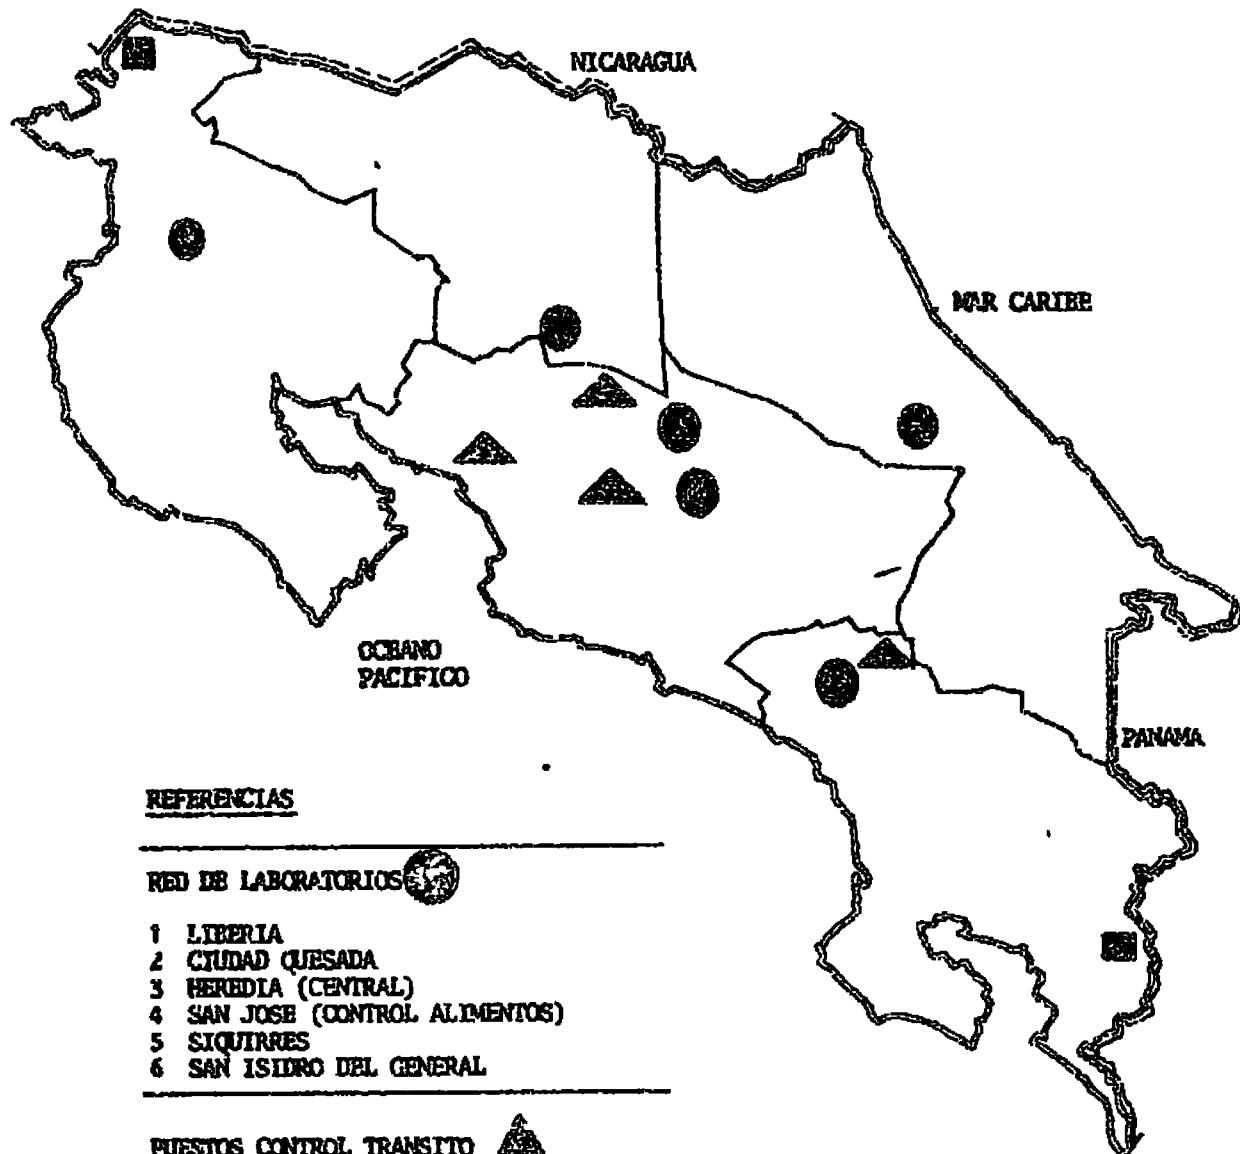 NICARAGUA
MAR CARIBE
OCEANO
PACIFICO
PANAMA
REFERENCIAS
RED DE LABORATORIOS
1 LIBERIA
2 CIUDAD QUESADA
3 HEREDIA (CENTRAL)
4 SAN JOSE (CONTROL ALIMENTOS)
5 SIQUIRRES
6 SAN ISIDRO DEL GENERAL
PUESTOS CONTROL TRANSITO